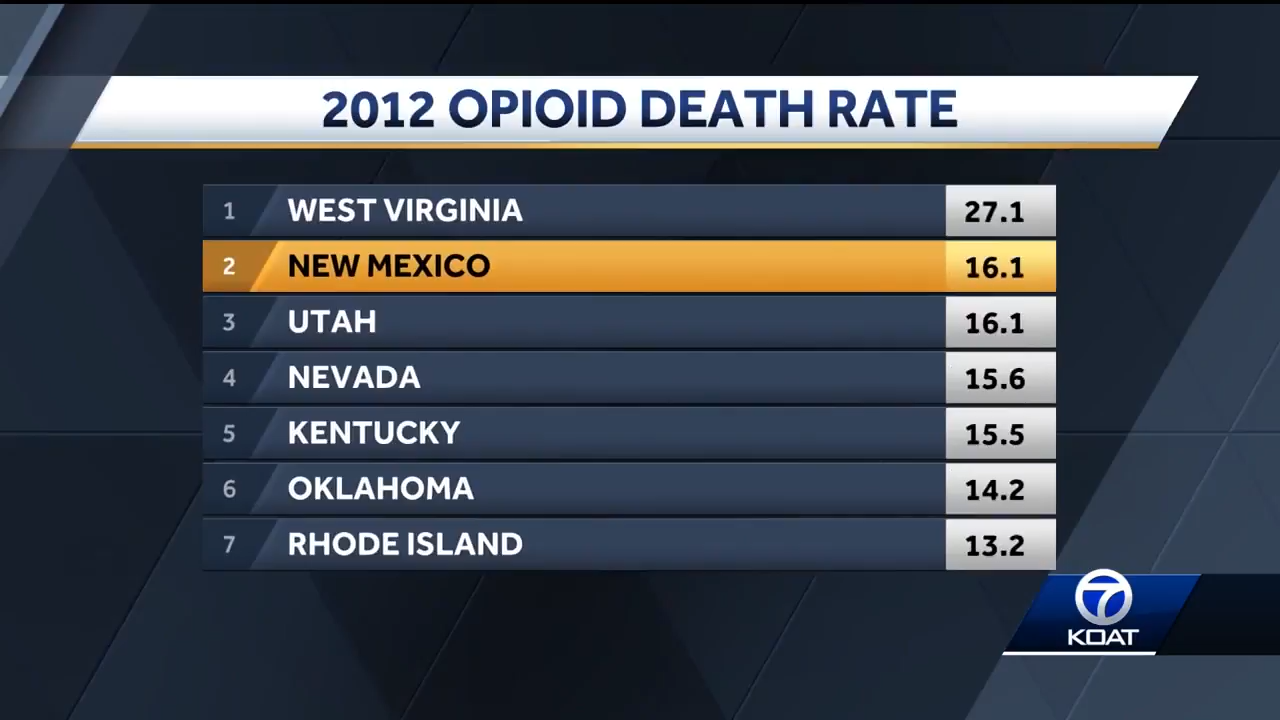 2012 OPIOID DEATH RATE
1 WEST VIRGINIA 27.1
2 NEW MEXICO 16.1
3 UTAH 16.1
4 NEVADA 15.6
5 KENTUCKY 15.5
6 OKLAHOMA 14.2
7 RHODE ISLAND 13.2
7
KOAT